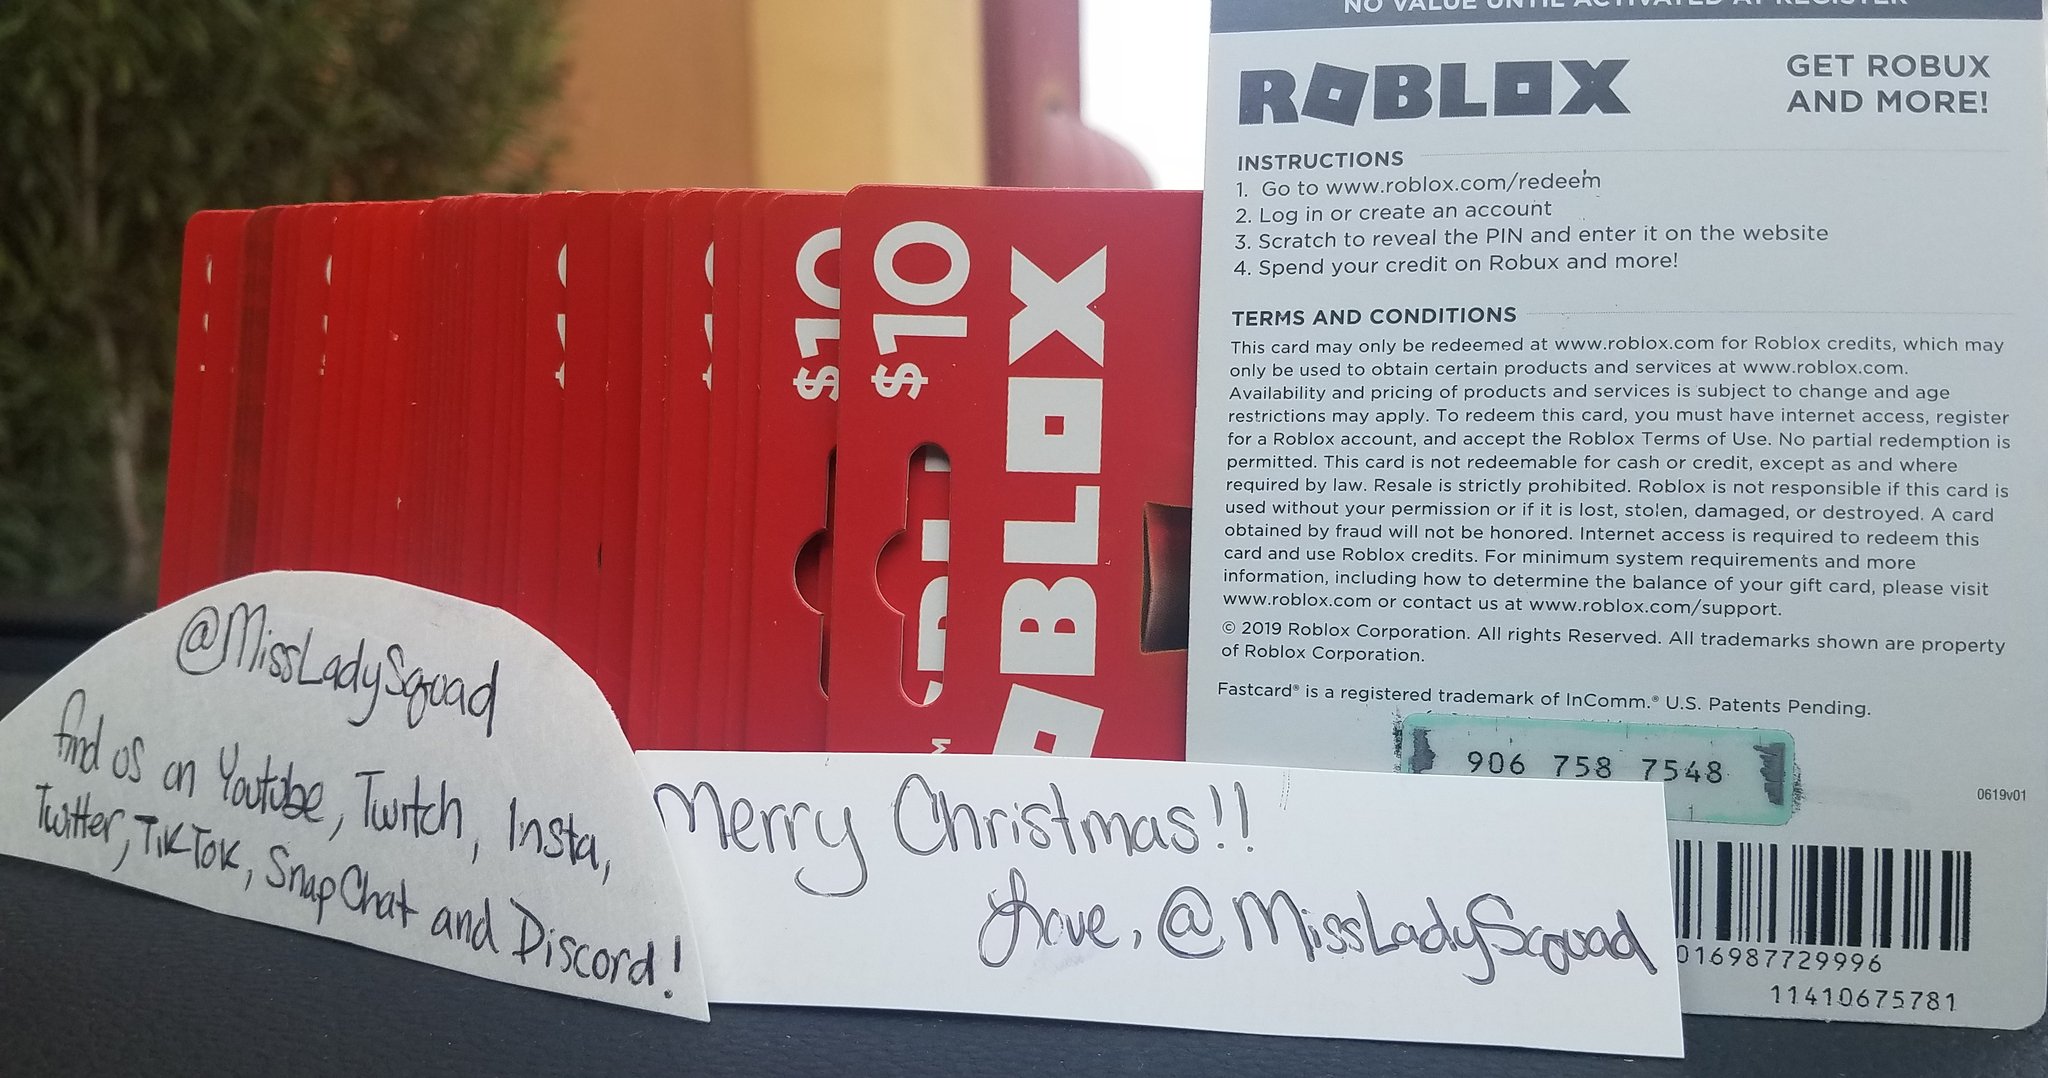 NO VALUE UNTIL ACTIVATED AT REGISTER
ROBLOX
GET ROBUX
AND MORE!
INSTRUCTIONS
1. Go to www.roblox.com/redeem
2. Log in or create an account
3. Scratch to reveal the PIN and enter it on the website
4. Spend your credit on Robux and more!
TERMS AND CONDITIONS
This card may only be redeemed at www.roblox.com for Roblox credits, which may
only be used to obtain certain products and services at www.roblox.com.
Availability and pricing of products and services is subject to change and age
restrictions may apply. To redeem this card, you must have internet access, register
for a Roblox account, and accept the Roblox Terms of Use. No partial redemption is
permitted. This card is not redeemable for cash or credit, except as and where
required by law. Resale is strictly prohibited. Roblox is not responsible if this card is
used without your permission or if it is lost, stolen, damaged, or destroyed. A card
obtained by fraud will not be honored. Internet access is required to redeem this
card and use Roblox credits. For minimum system requirements and more
information, including how to determine the balance of your gift card, please visit
www.roblox.com or contact us at www.roblox.com/support.
© 2019 Roblox Corporation. All rights Reserved. All trademarks shown are property
of Roblox Corporation.
Fastcard® is a registered trademark of InComm.® U.S. Patents Pending.
906 758 7548
0619v01
016987729996
11410675781
$10
$10
OBLOX
@MissLadySquad
find us on Youtube, Twitch, Insta,
Twitter, TikTok, SnapChat and Discord!
Merry Christmas!!
Love, @MissLadySquad